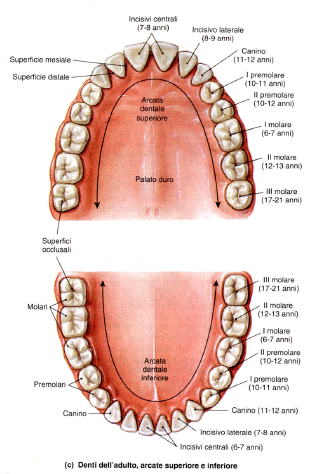 Incisivi centrali
(7-8 anni)
Incisivo laterale
(8-9 anni)
Canino
(11-12 anni)
I premolare
(10-11 anni)
II premolare
(10-12 anni)
I molare
(6-7 anni)
II molare
(12-13 anni)
III molare
(17-21 anni)
Superficie mesiale
Superficie distale
Arcata
dentale
superiore
Palato duro
Superfici
occlusali
III molare
(17-21 anni)
II molare
(12-13 anni)
I molare
(6-7 anni)
II premolare
(10-12 anni)
I premolare
(10-11 anni)
Canino (11-12 anni)
Incisivo laterale (7-8 anni)
Incisivi centrali (6-7 anni)
Molari
Premolari
Canino
Arcata
dentale
inferiore
(c) Denti dell'adulto, arcate superiore e inferiore